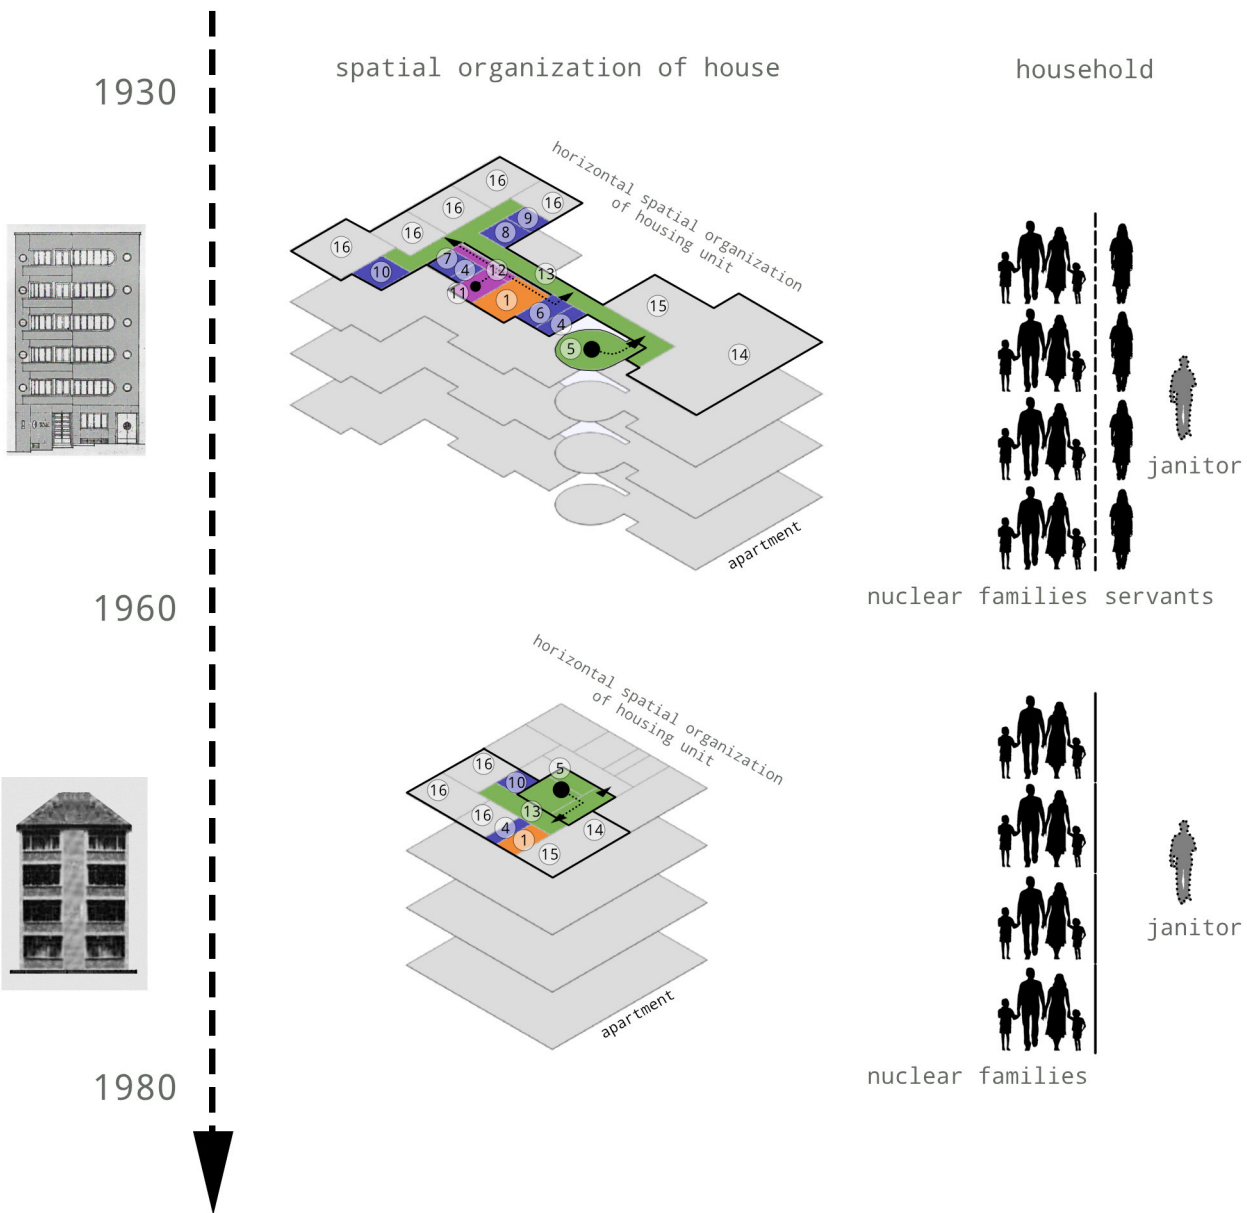 spatial organization of house
household
1930
horizontal spatial organization
of housing unit
16
16
16
9
16
16
8
7
10
4
12
13
11
1
15
6
4
5
14
apartment
janitor
nuclear families
servants
1960
horizontal spatial organization
of housing unit
16
5
10
16
13
16
4
14
1
15
apartment
janitor
nuclear families
1980